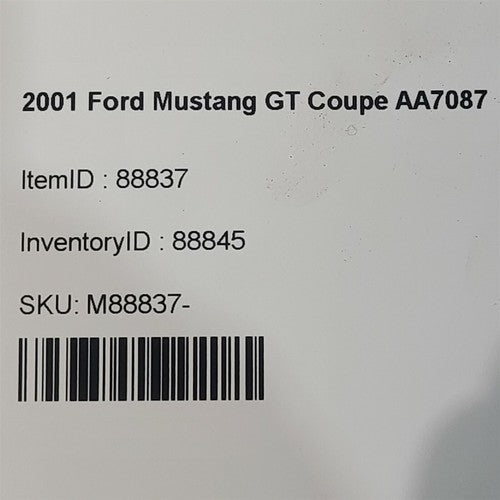 2001 Ford Mustang GT Coupe AA7087
ItemID : 88837
InventoryID : 88845
SKU: M88837-